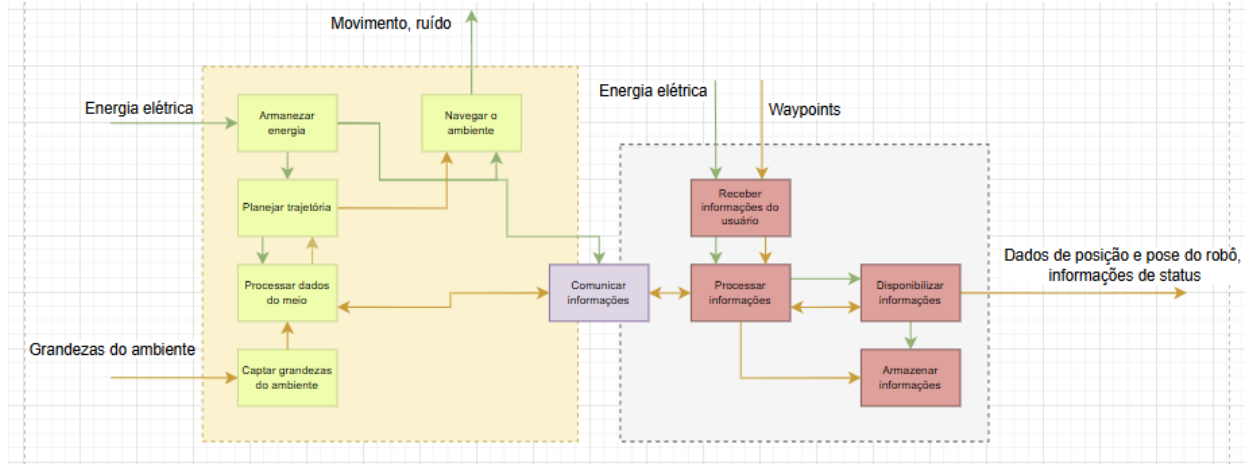 Movimento, ruído
Energia elétrica
Armanezar
energia
Navegar o
ambiente
Energia elétrica
Waypoints
Planejar trajetória
Receber
informações do
usuário
Processar dados
do meio
Comunicar
informações
Processar
informações
Disponibilizar
informações
Dados de posição e pose do robô,
informações de status
Grandezas do ambiente
Captar grandezas
do ambiente
Armazenar
informações